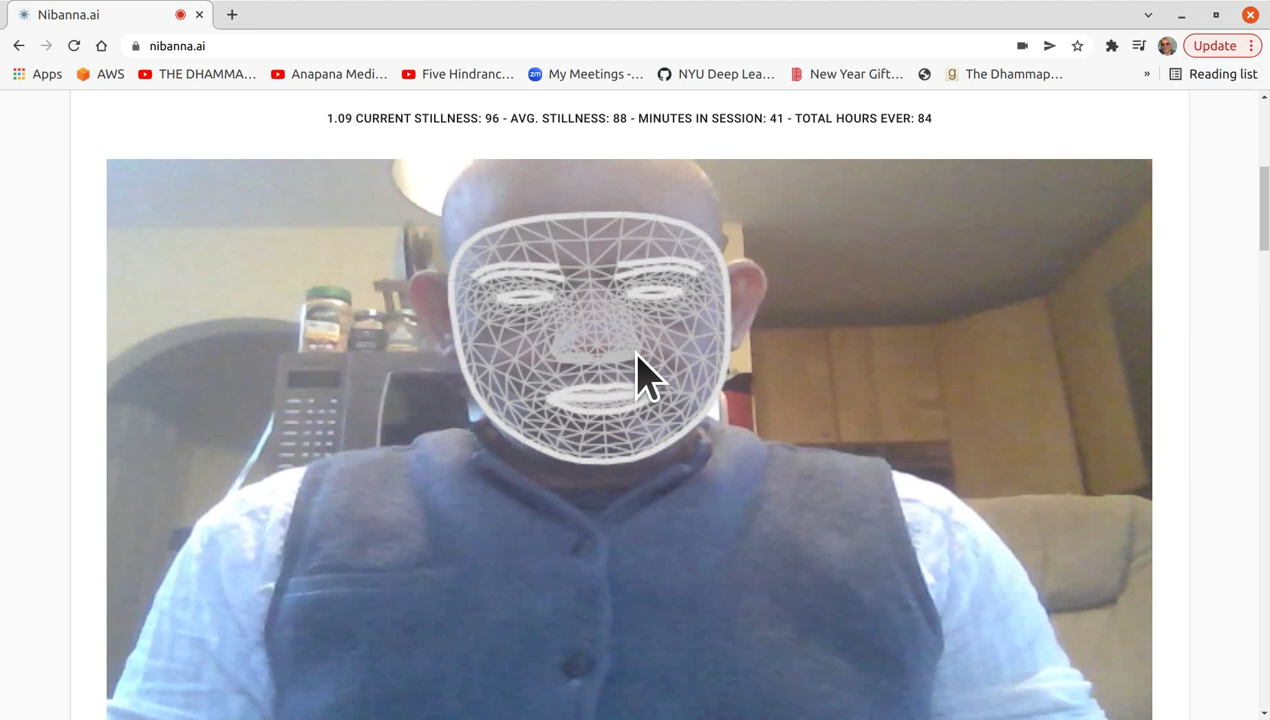 Nibanna.ai
nibanna.ai
Update
Apps
AWS
THE DHAMMA...
Anapana Medi...
Five Hindranc...
zm
My Meetings -...
NYU Deep Lea...
New Year Gift...
g
The Dhammap...
»
Reading list
1.09 CURRENT STILLNESS: 96 - AVG. STILLNESS: 88 - MINUTES IN SESSION: 41 - TOTAL HOURS EVER: 84